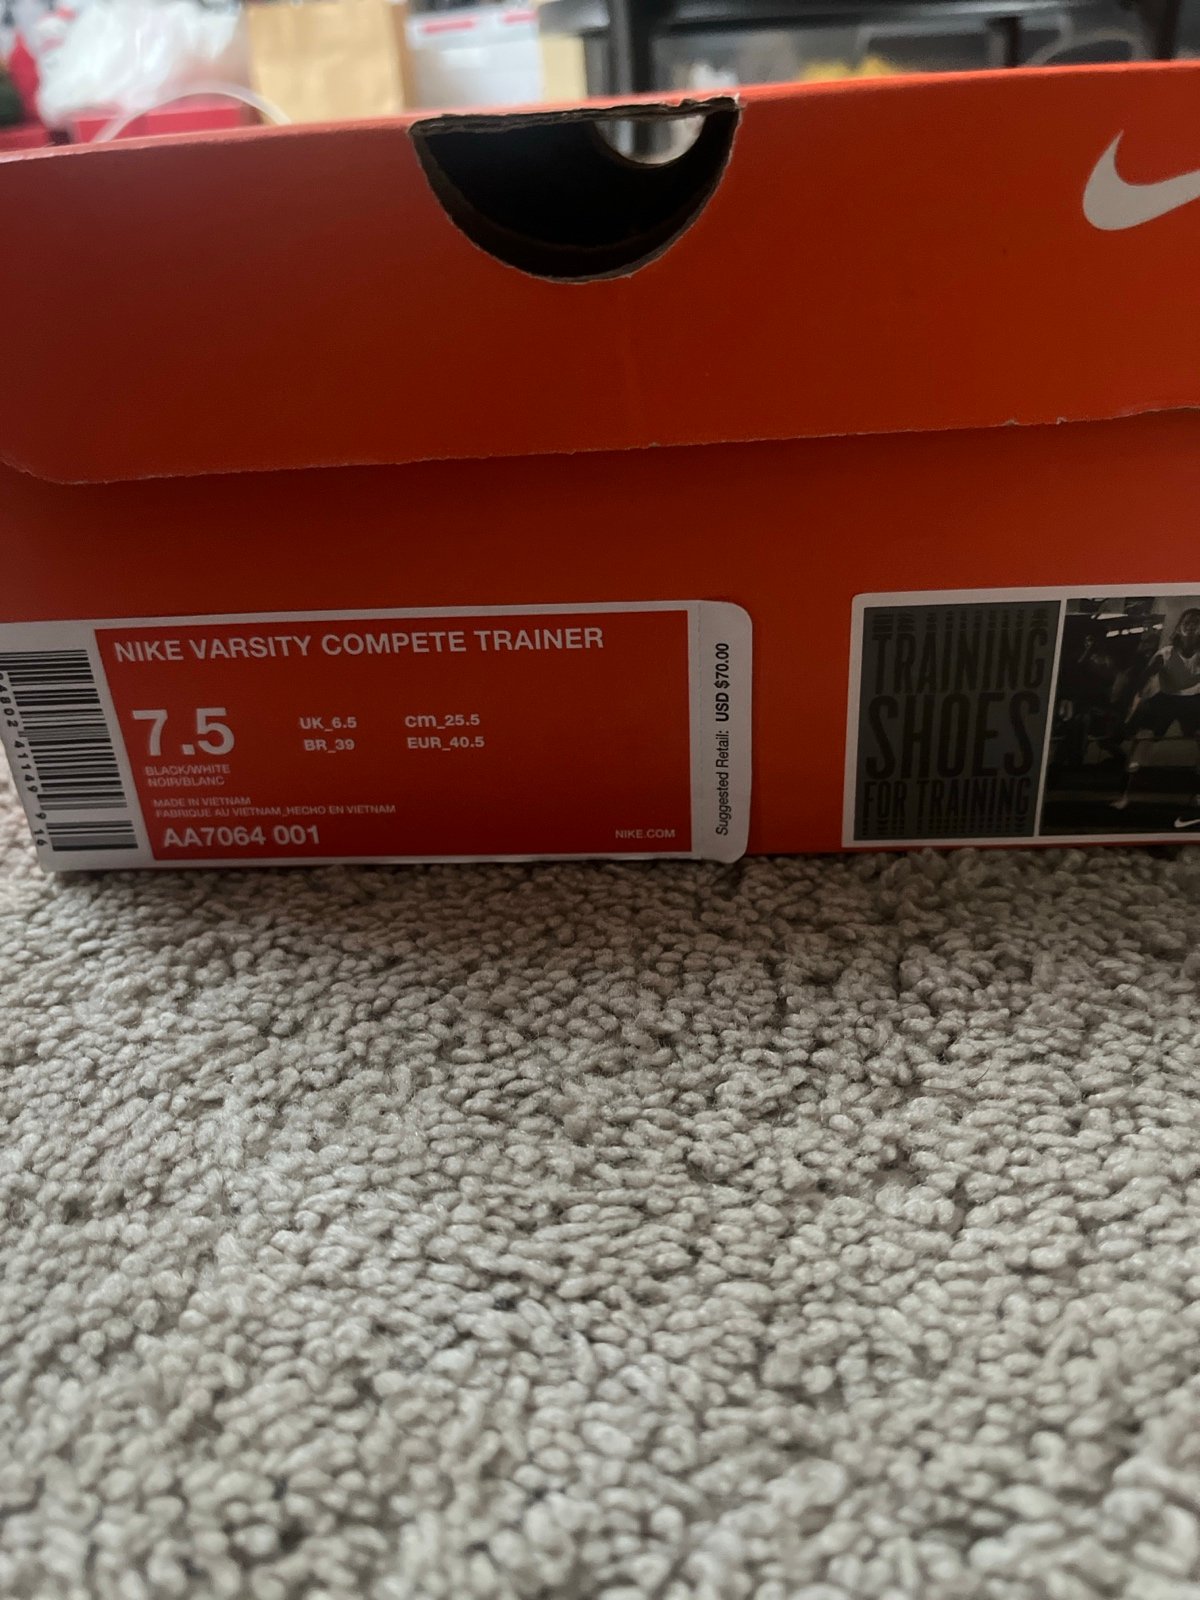 NIKE VARSITY COMPETE TRAINER
7.5
UK_6.5 cm_25.5
BR_39 EUR_40.5
BLACK/WHITE
NOIR/BLANC
MADE IN VIETNAM
FABRIQUE AU VIETNAM_HECHO EN VIETNAM
AA7064 001
NIKE.COM
Suggested Retail: USD $70.00
TRAINING
SHOES
FOR TRAINING